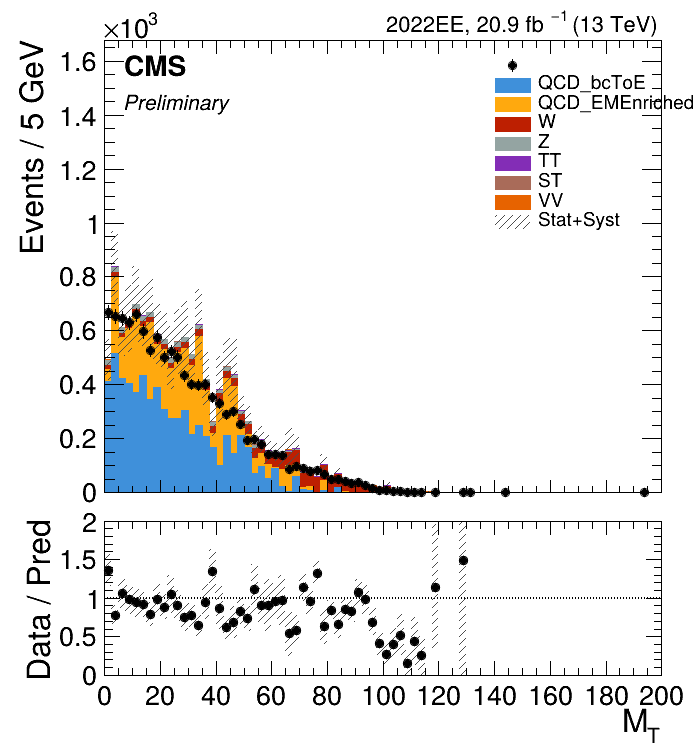 ×10³
2022EE, 20.9 fb ⁻¹ (13 TeV)
CMS
Preliminary
Events / 5 GeV
1.6
1.4
1.2
1
0.8
0.6
0.4
0.2
0
QCD_bcToE
QCD_EMEnriched
W
Z
TT
ST
VV
Stat+Syst
Data / Pred
2
1.5
1
0.5
0
0 20 40 60 80 100 120 140 160 180 200
M_T